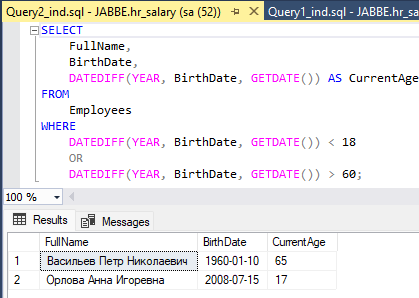 Query2_ind.sql - JABBE.hr_salary (sa (52)) Query1_ind.sql - JABBE.hr_sa
SELECT
FullName,
BirthDate,
DATEDIFF(YEAR, BirthDate, GETDATE()) AS CurrentAge
FROM
Employees
WHERE
DATEDIFF(YEAR, BirthDate, GETDATE()) < 18
OR
DATEDIFF(YEAR, BirthDate, GETDATE()) > 60;
100 %
Results Messages
FullName BirthDate CurrentAge
1 Васильев Петр Николаевич 1960-01-10 65
2 Орлова Анна Игоревна 2008-07-15 17